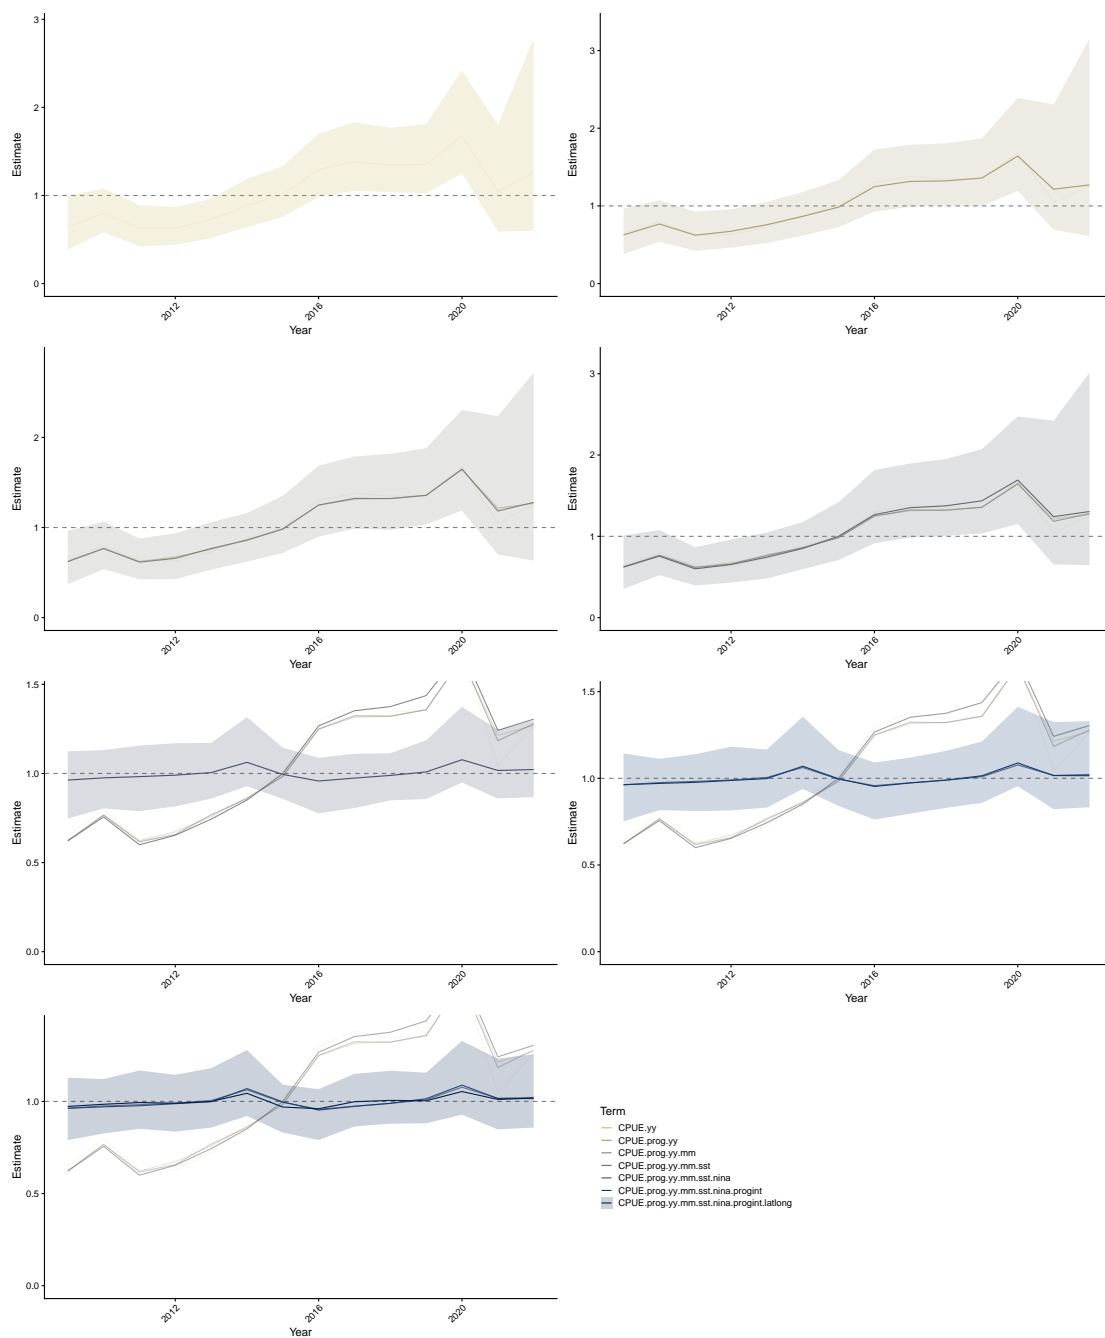 3
2
1
0
Estimate
2012
2016
2020
Year
3
2
1
0
Estimate
2012
2016
2020
Year
2
1
0
Estimate
2012
2016
2020
Year
3
2
1
0
Estimate
2012
2016
2020
Year
1.5
1.0
0.5
0.0
Estimate
2012
2016
2020
Year
1.5
1.0
0.5
0.0
Estimate
2012
2016
2020
Year
1.0
0.5
0.0
Estimate
2012
2016
2020
Year
Term
CPUE.yy
CPUE.prog.yy
CPUE.prog.yy.mm
CPUE.prog.yy.mm.sst
CPUE.prog.yy.mm.sst.nina
CPUE.prog.yy.mm.sst.nina.progint
CPUE.prog.yy.mm.sst.nina.progint.latlong